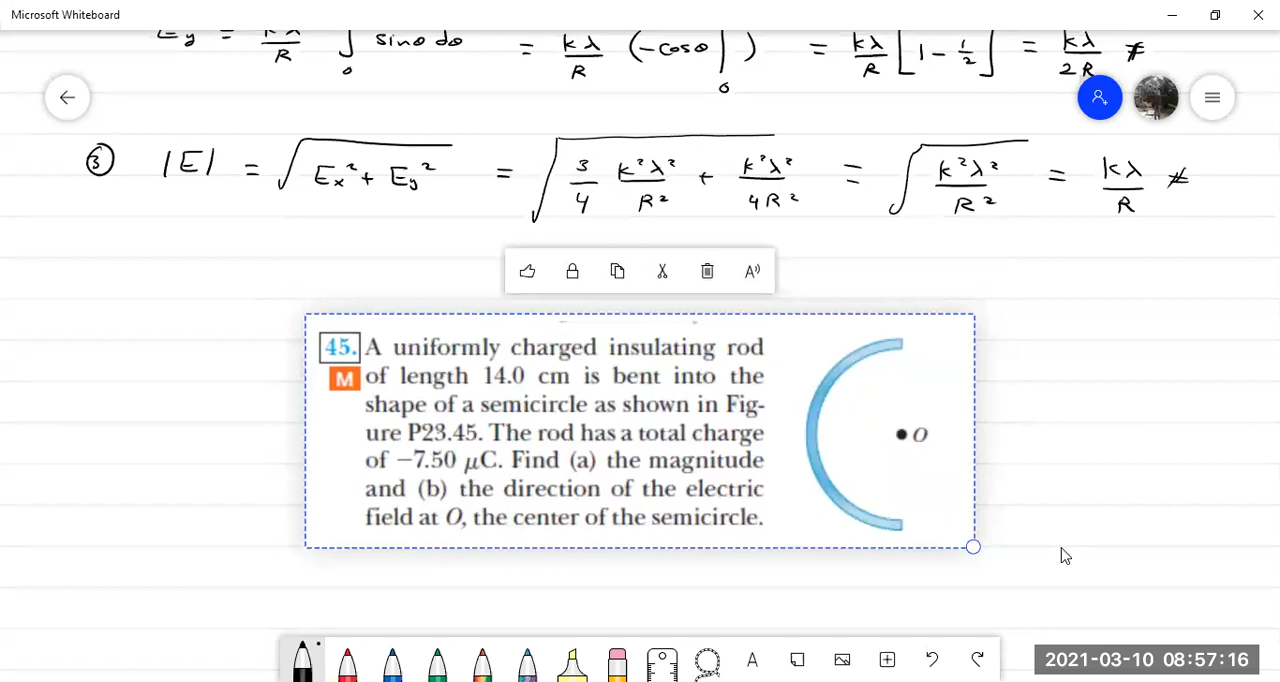 Microsoft Whiteboard
Ey = kλ/R ∫₀ sinθ dθ = kλ/R (-cosθ |₀) = kλ/R [1 - 1/2] = kλ/2R #
③ |E| = √(Ex² + Ey²) = √(3/4 k²λ²/R² + k²λ²/4R²) = √(k²λ²/R²) = kλ/R #
45. A uniformly charged insulating rod
M of length 14.0 cm is bent into the
shape of a semicircle as shown in Fig-
ure P23.45. The rod has a total charge
of −7.50 μC. Find (a) the magnitude
and (b) the direction of the electric
field at O, the center of the semicircle.
O
2021-03-10 08:57:16